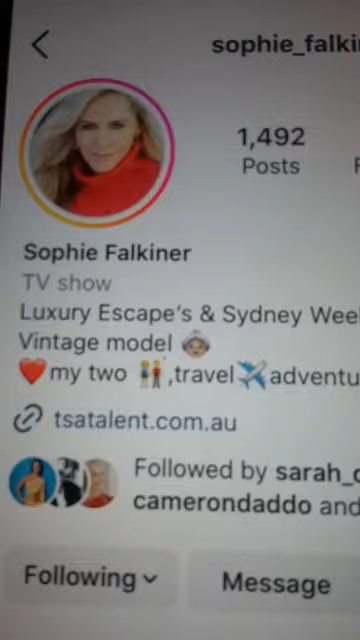 sophie_falki
1,492
Posts
Sophie Falkiner
TV show
Luxury Escape's & Sydney Wee
Vintage model 👵🏼
❤️my two 👫,travel✈️adventu
tsatalent.com.au
Followed by sarah_
camerondaddo and
Following
Message